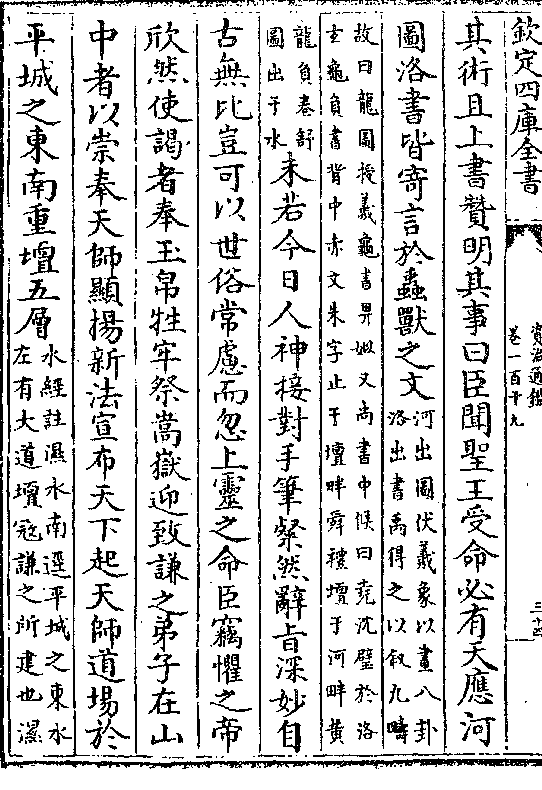 欽定四庫全書
資治通鑑
卷一百十九
三十四
其術且上書贊明其事曰臣聞聖王受命必有天應河
圖洛書皆寄言於蟲獸之文
河出圖伏羲象以畫八卦
洛出書禹得之以叙九疇
故曰龍圖授羲龜書畀姒又尚書中候曰堯沈璧於洛
玄龜負書背中赤文朱字止于壇畔舜禮壇于河畔黃
龍負卷舒
圖出于水
未若今日人神接對手筆粲然辭旨深妙自
古無比豈可以世俗常慮而忽上靈之命臣竊懼之帝
欣然使謁者奉玉帛牲牢祭嵩嶽迎致謙之弟子在山
中者以崇奉天師顯揚新法宣布天下起天師道場於
平城之東南重壇五層
水經註濕水南逕平城之東水
左有大道壇冦謙之所建也濕